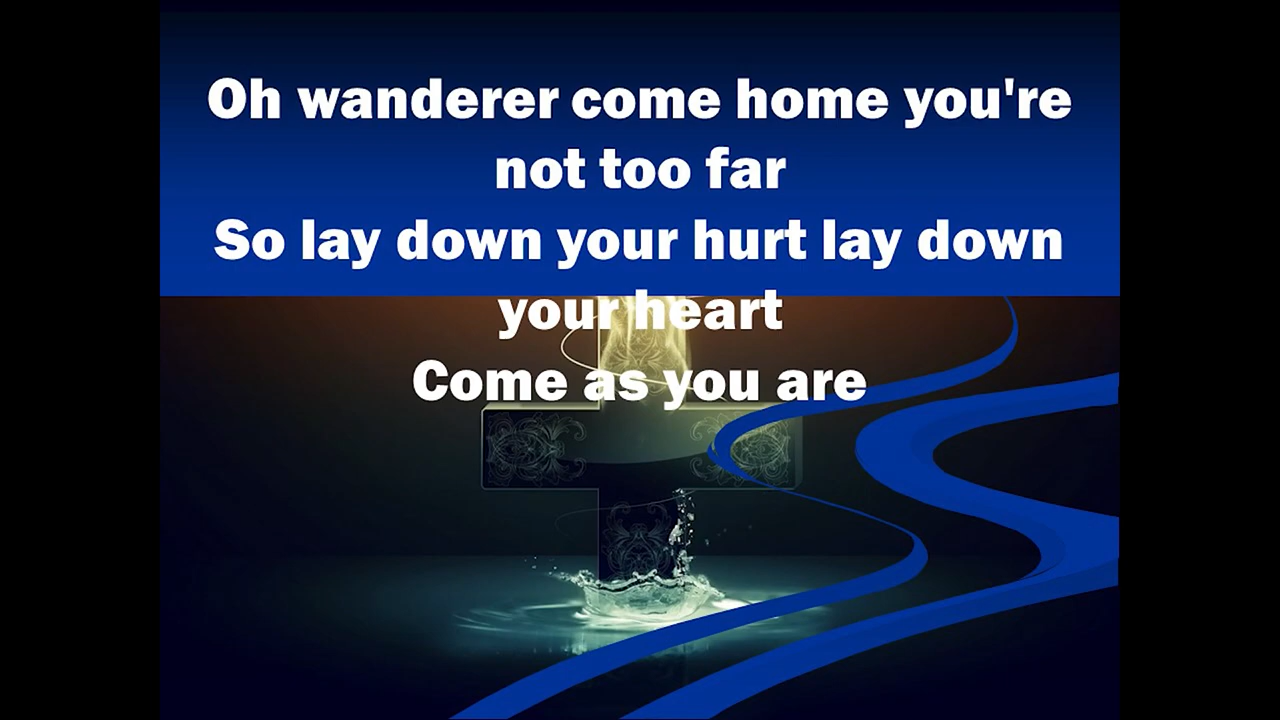 Oh wanderer come home you're
not too far
So lay down your hurt lay down
your heart
Come as you are